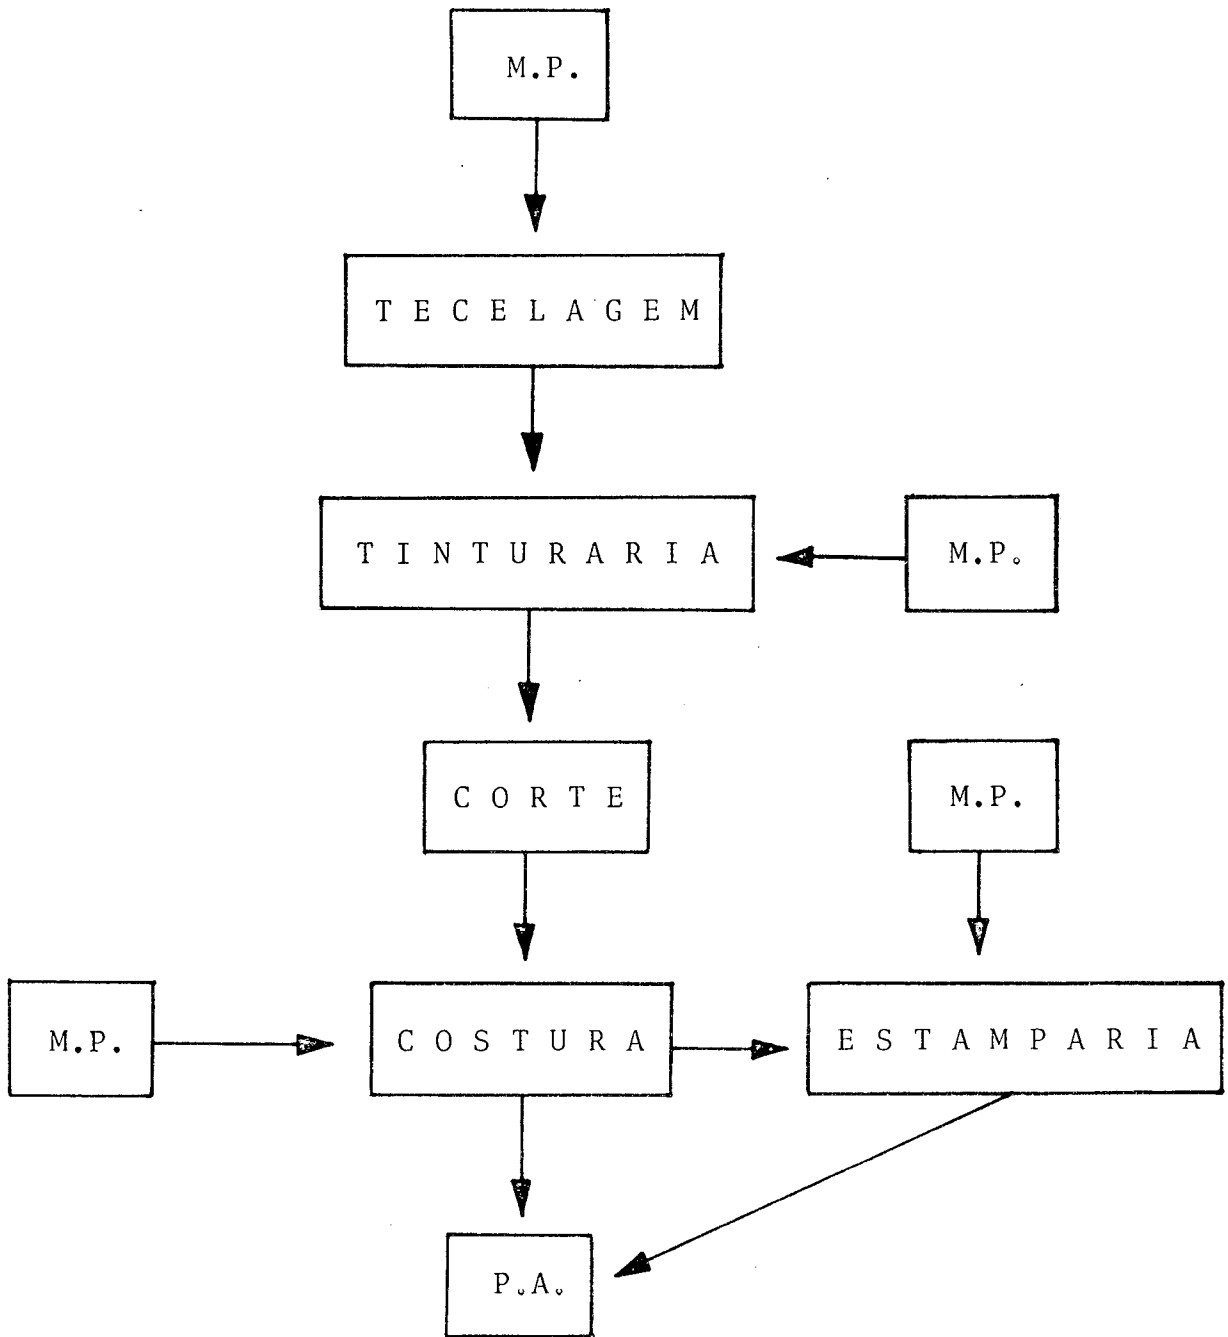 M.P.
T E C E L A G E M
T I N T U R A R I A
M.P.
C O R T E
M.P.
M.P.
C O S T U R A
E S T A M P A R I A
P.A.